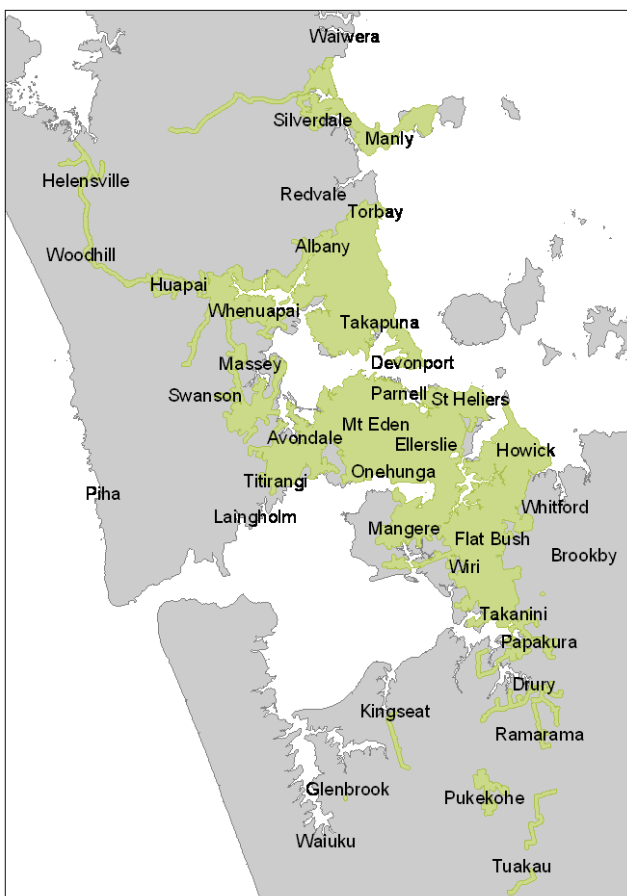 Waiwera
Silverdale
Manly
Helensville
Redvale
Torbay
Woodhill
Albany
Huapai
Whenuapai
Takapuna
Massey
Devonport
Swanson
Parnell
St Heliers
Mt Eden
Avondale
Ellerslie
Howick
Onehunga
Titirangi
Piha
Whitford
Laingholm
Mangere
Flat Bush
Brookby
Wiri
Takanini
Papakura
Drury
Kingseat
Ramarama
Glenbrook
Pukekohe
Waiuku
Tuakau